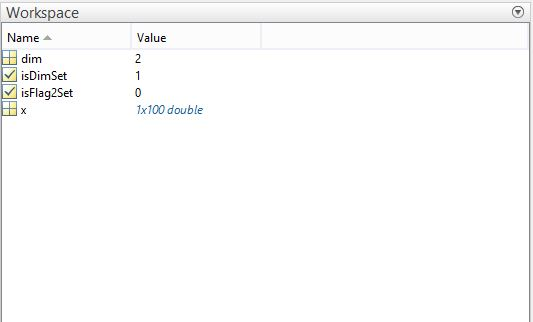 Workspace
Name Value
dim 2
isDimSet 1
isFlag2Set 0
x 1x100 double